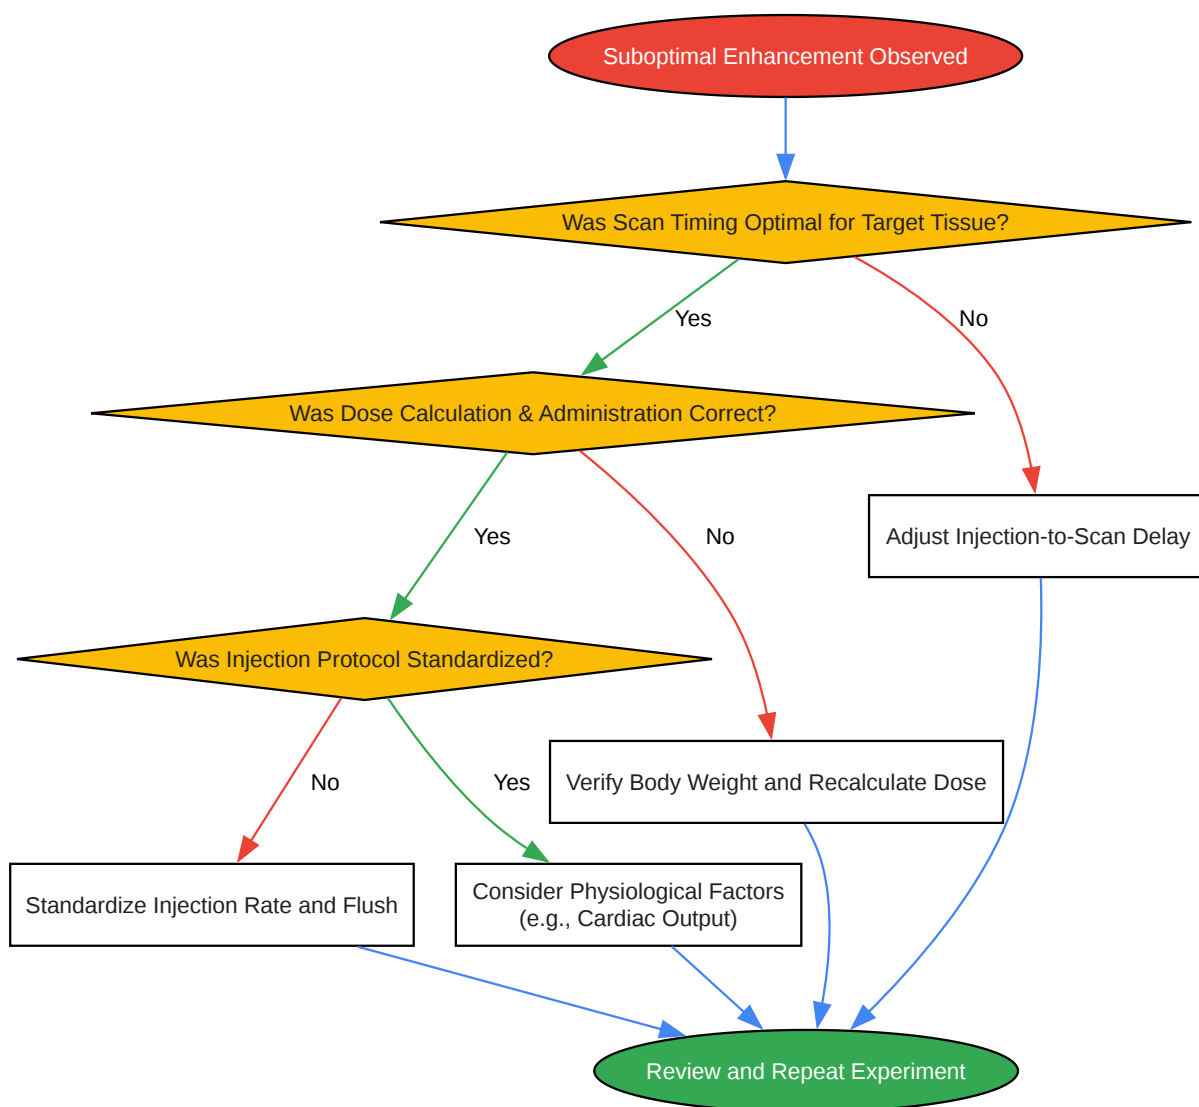 Suboptimal Enhancement Observed
Was Scan Timing Optimal for Target Tissue?
Yes
No
Was Dose Calculation & Administration Correct?
Yes
No
Adjust Injection-to-Scan Delay
Was Injection Protocol Standardized?
No
Yes
Verify Body Weight and Recalculate Dose
Standardize Injection Rate and Flush
Consider Physiological Factors
(e.g., Cardiac Output)
Review and Repeat Experiment